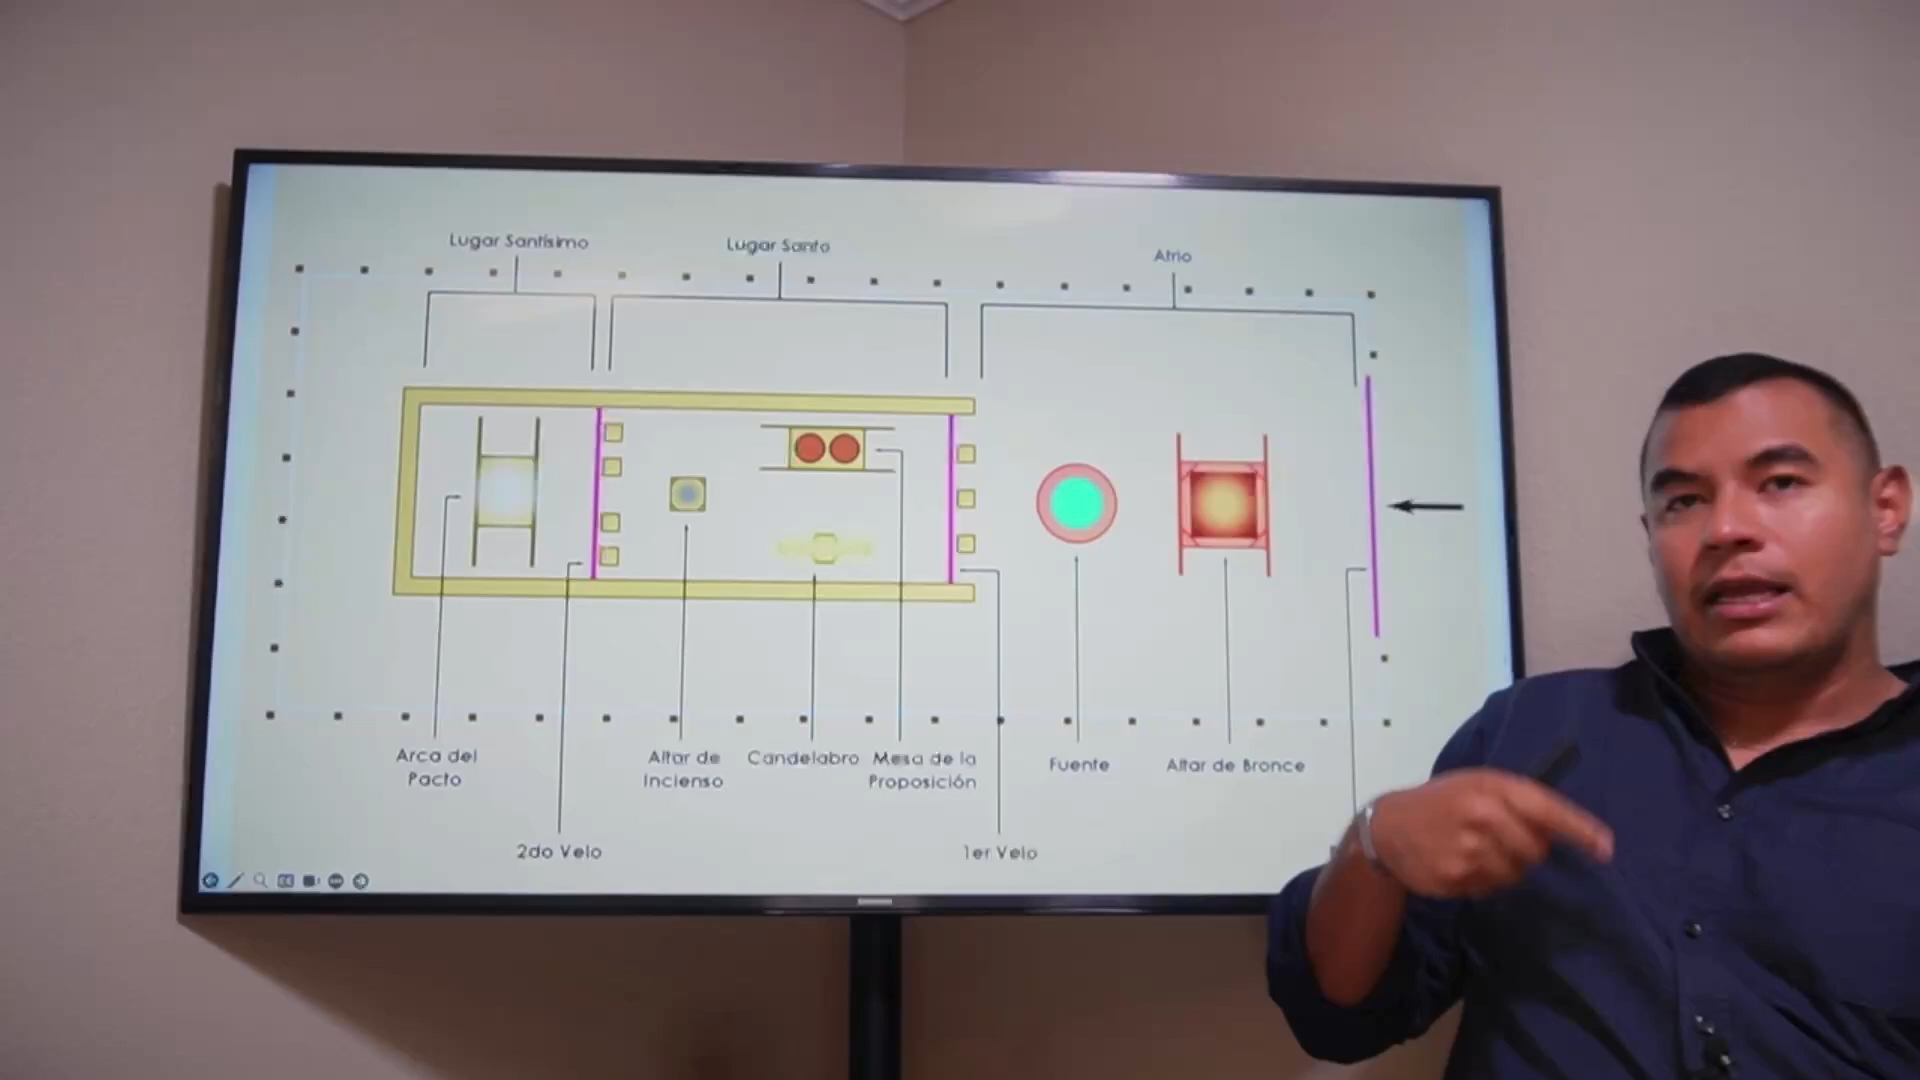 Lugar Santísimo
Lugar Santo
Atrio
Arca del
Pacto
Altar de
Incienso
Candelabro
Mesa de la
Proposición
Fuente
Altar de Bronce
2do Velo
1er Velo